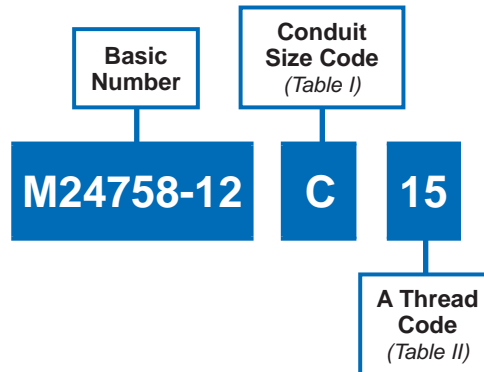 Basic
Number
Conduit
Size Code
(Table I)
M24758-12
C
15
A Thread
Code
(Table II)